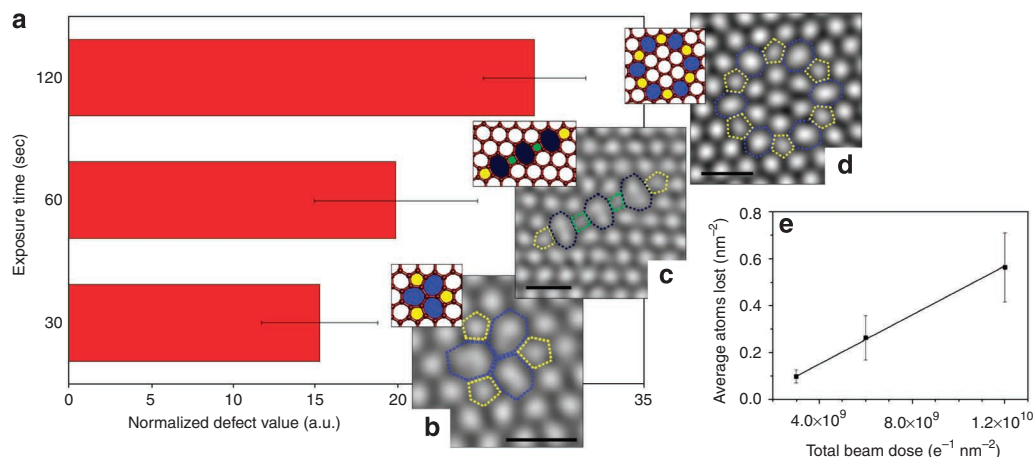 a
Exposure time (sec)
120
60
30
0
5
10
15
20
35
Normalized defect value (a.u.)
b
c
d
e
Average atoms lost (nm⁻²)
0.8
0.6
0.4
0.2
0.0
4.0×10⁹
8.0×10⁹
1.2×10¹⁰
Total beam dose (e⁻¹ nm⁻²)